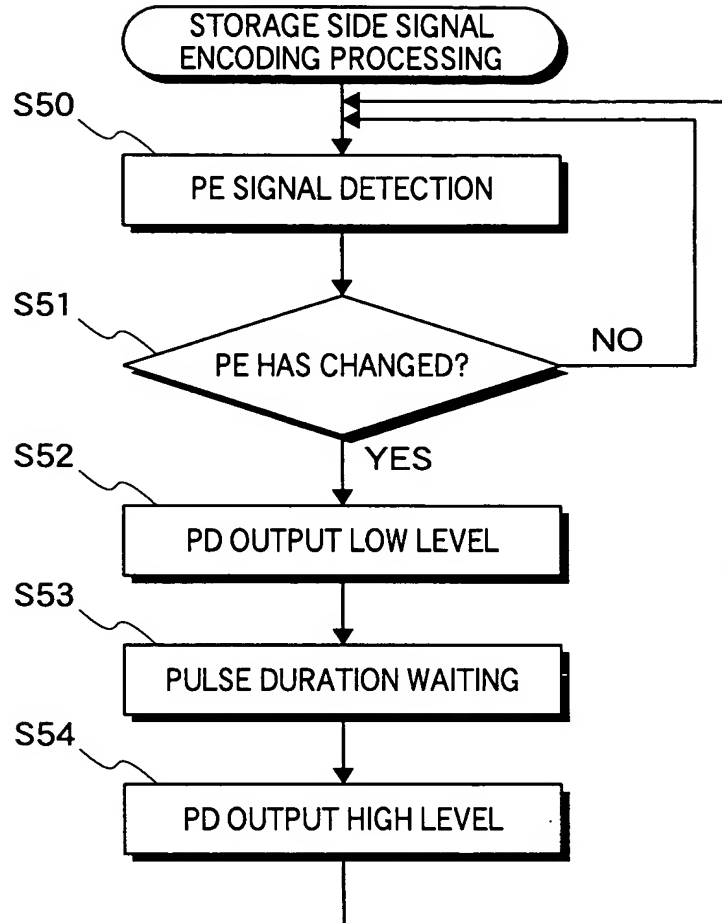 STORAGE SIDE SIGNAL
ENCODING PROCESSING
S50
PE SIGNAL DETECTION
S51
PE HAS CHANGED?
NO
YES
S52
PD OUTPUT LOW LEVEL
S53
PULSE DURATION WAITING
S54
PD OUTPUT HIGH LEVEL